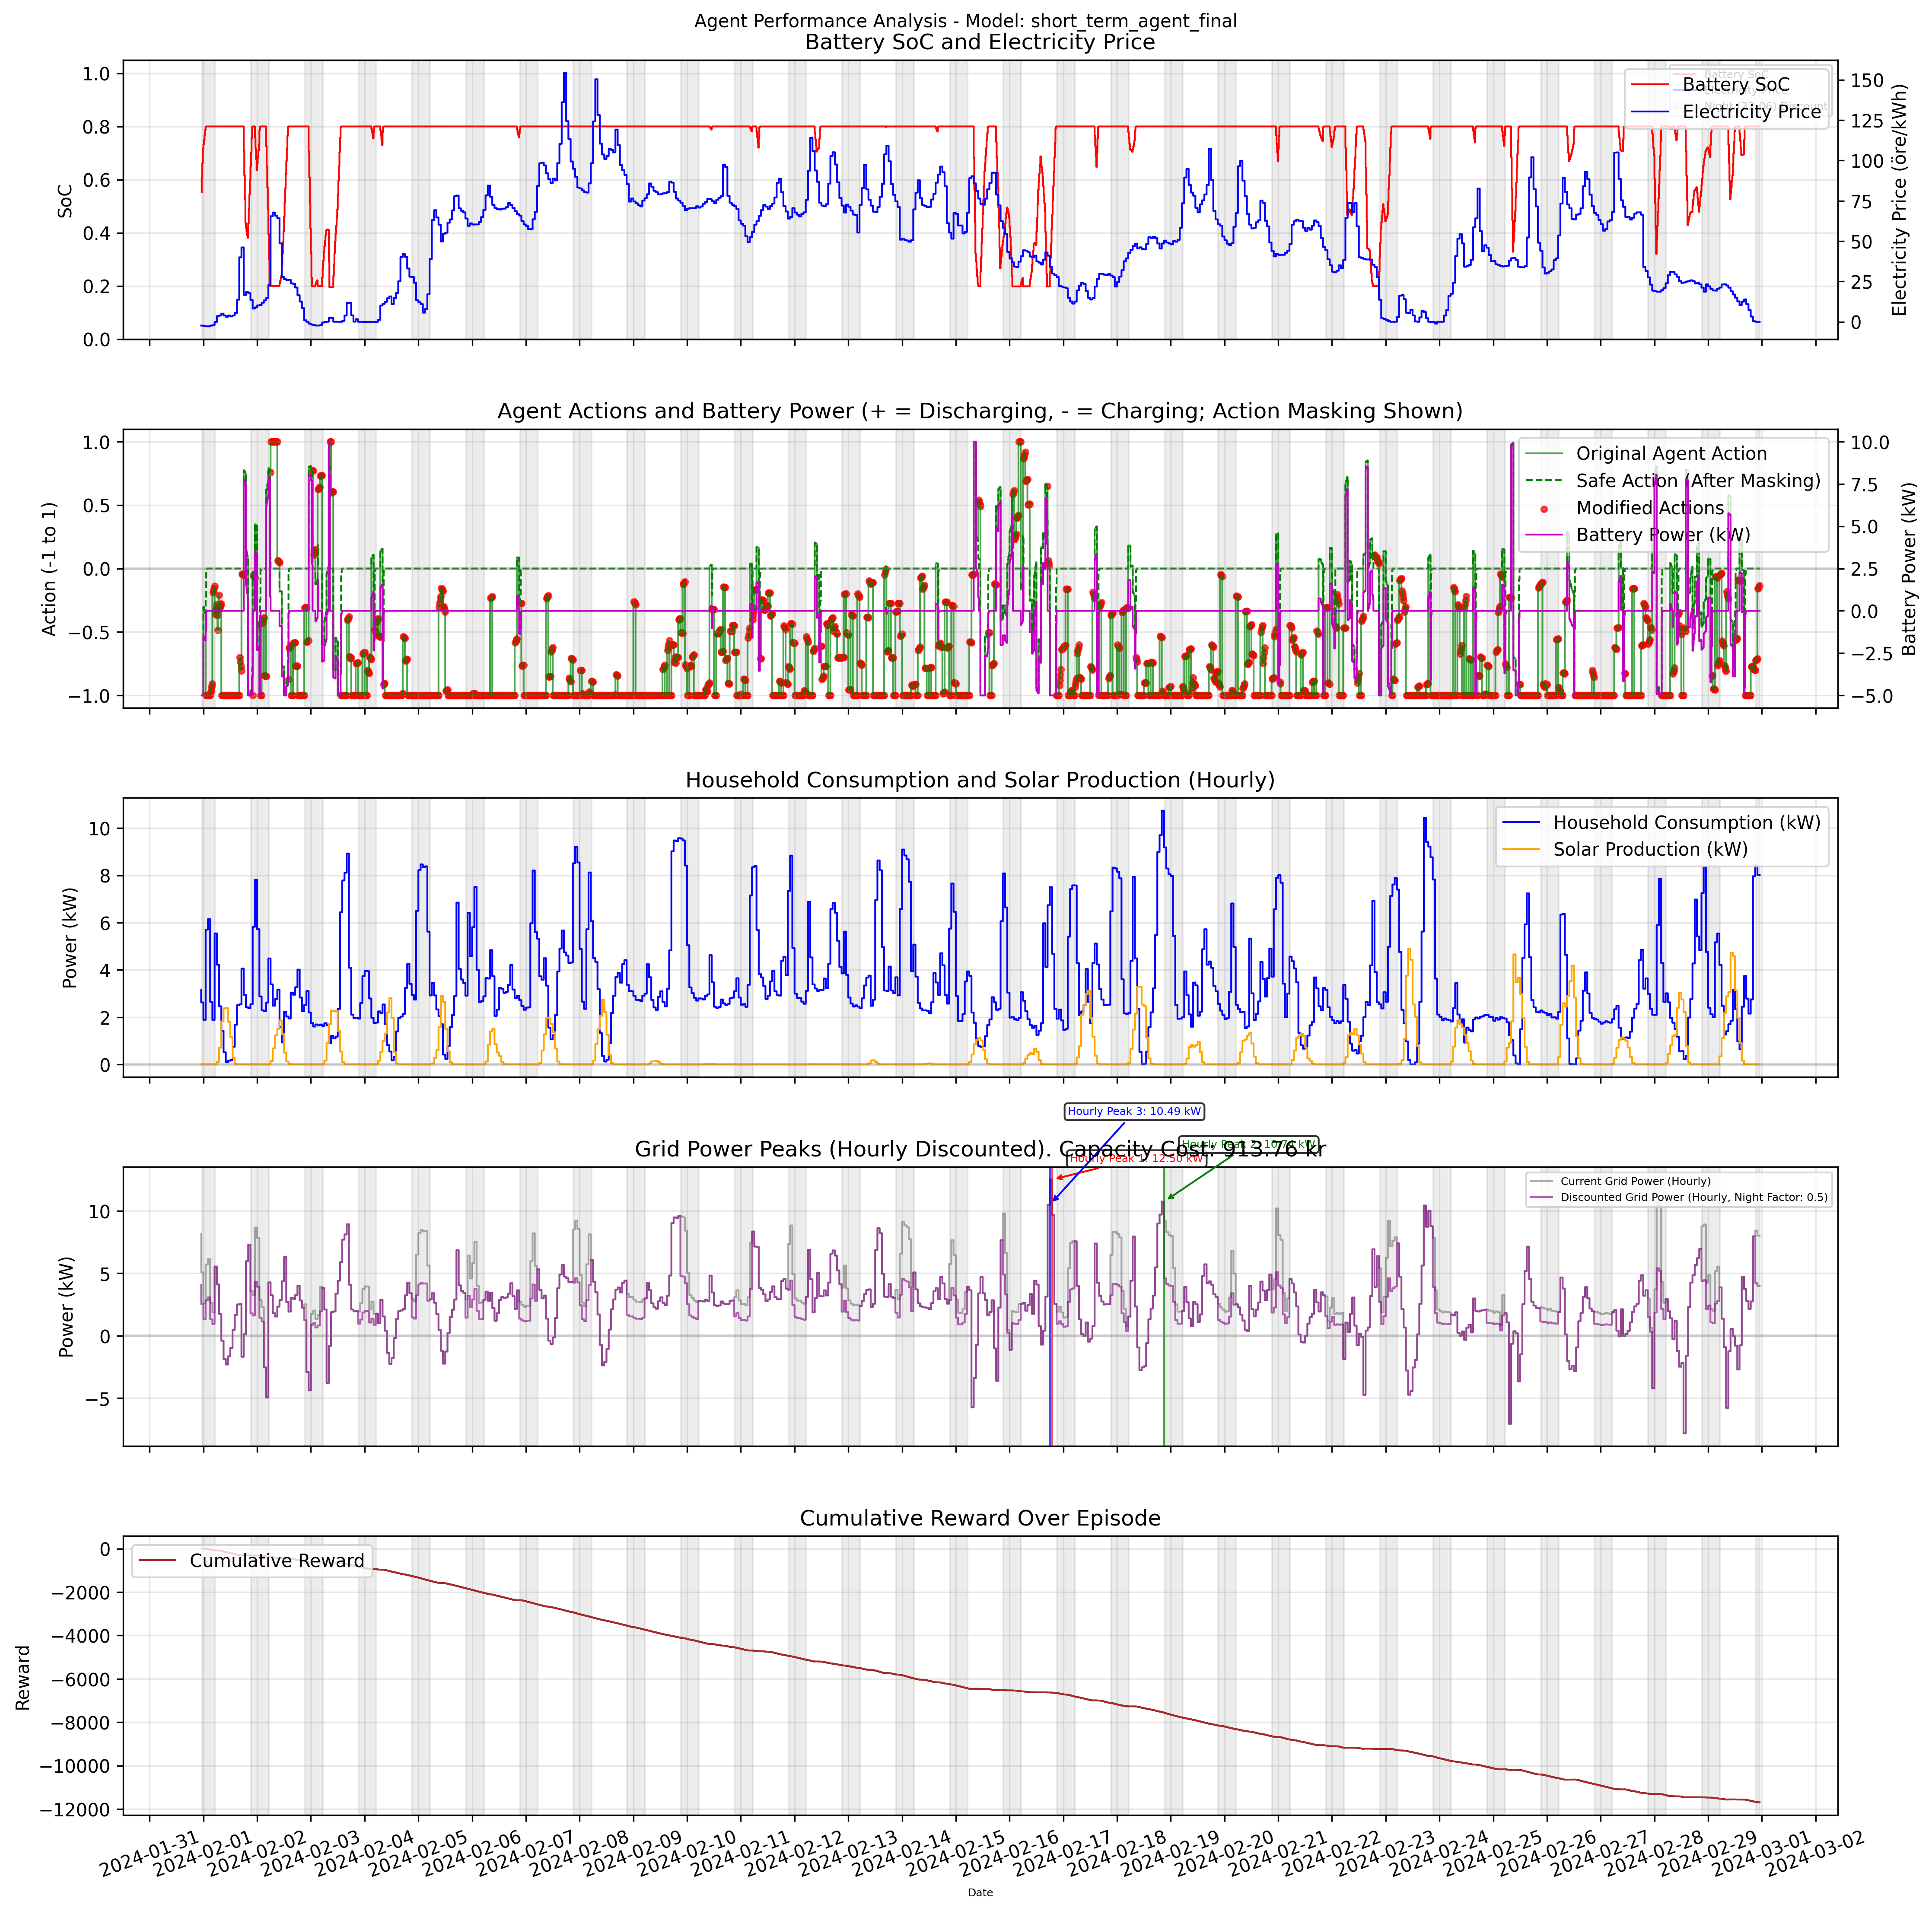 Agent Performance Analysis - Model: short_term_agent_final
Battery SoC and Electricity Price
1.0
0.8
0.6
0.4
0.2
0.0
SoC
150
125
100
75
50
25
0
Electricity Price (öre/kWh)
Battery SoC
Electricity Price
Agent Actions and Battery Power (+ = Discharging, - = Charging; Action Masking Shown)
1.0
0.5
0.0
−0.5
−1.0
Action (-1 to 1)
10.0
7.5
5.0
2.5
0.0
−2.5
−5.0
Battery Power (kW)
Original Agent Action
Safe Action (After Masking)
Modified Actions
Battery Power (kW)
Household Consumption and Solar Production (Hourly)
10
8
6
4
2
0
Power (kW)
Household Consumption (kW)
Solar Production (kW)
Hourly Peak 3: 10.49 kW
Grid Power Peaks (Hourly Discounted). Capacity Cost: 913.76 kr
Hourly Peak 1: 12.50 kW
10
5
0
−5
Power (kW)
Current Grid Power (Hourly)
Discounted Grid Power (Hourly, Night Factor: 0.5)
Cumulative Reward Over Episode
0
−2000
−4000
−6000
−8000
−10000
−12000
Reward
Cumulative Reward
2024-01-31
2024-02-01
2024-02-02
2024-02-03
2024-02-04
2024-02-05
2024-02-06
2024-02-07
2024-02-08
2024-02-09
2024-02-10
2024-02-11
2024-02-12
2024-02-13
2024-02-14
2024-02-15
2024-02-16
2024-02-17
2024-02-18
2024-02-19
2024-02-20
2024-02-21
2024-02-22
2024-02-23
2024-02-24
2024-02-25
2024-02-26
2024-02-27
2024-02-28
2024-02-29
2024-03-01
2024-03-02
Date